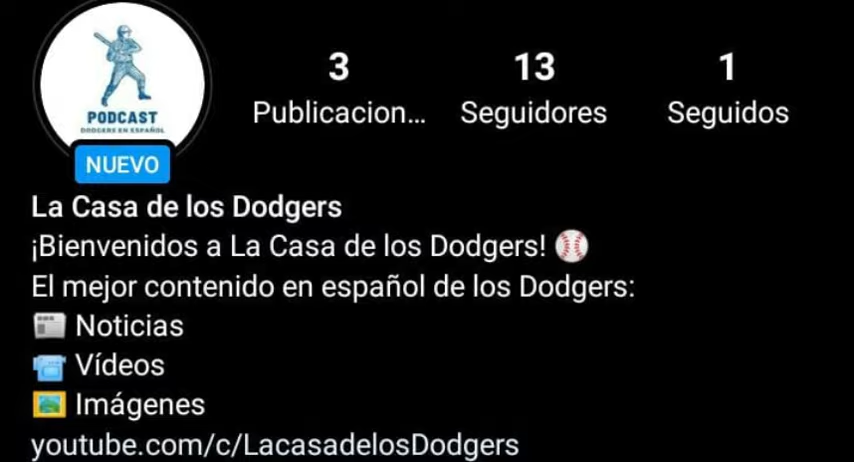 PODCAST
DODGERS EN ESPAÑOL
NUEVO
3 13 1
Publicacion... Seguidores Seguidos
La Casa de los Dodgers
¡Bienvenidos a La Casa de los Dodgers! ⚾
El mejor contenido en español de los Dodgers:
📰 Noticias
📹 Vídeos
🖼️ Imágenes
youtube.com/c/LacasadelosDodgers